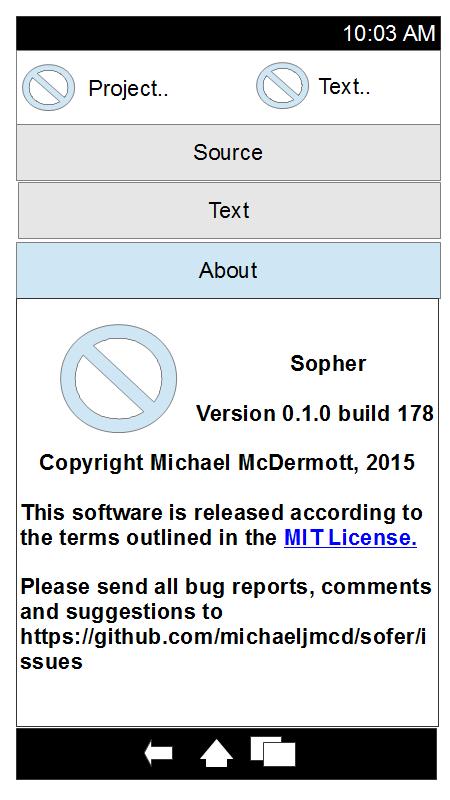 10:03 AM
Project..
Text..
Source
Text
About
Sopher
Version 0.1.0 build 178
Copyright Michael McDermott, 2015
This software is released according to
the terms outlined in the MIT License.
Please send all bug reports, comments
and suggestions to
https://github.com/michaeljmcd/sofer/i
ssues